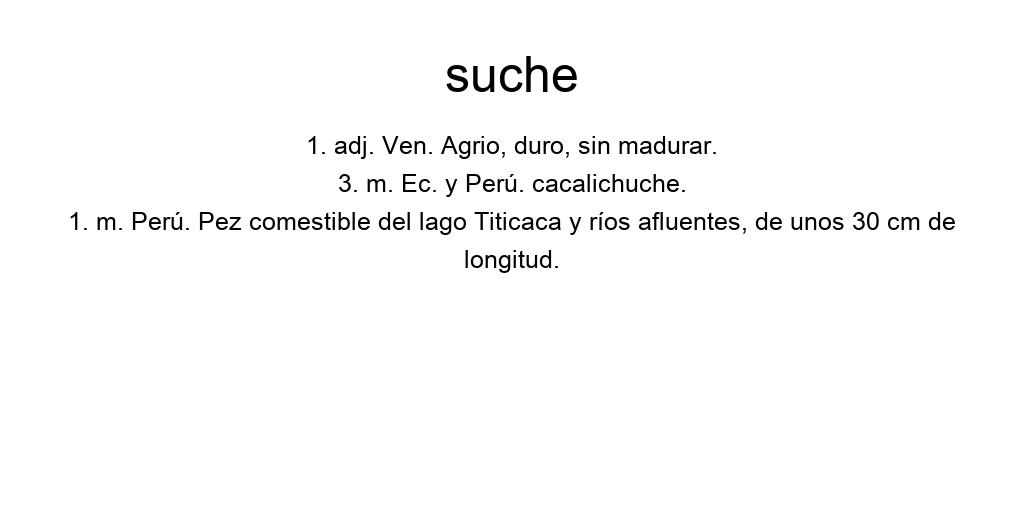 suche
1. adj. Ven. Agrio, duro, sin madurar.
3. m. Ec. y Perú. cacalichuche.
1. m. Perú. Pez comestible del lago Titicaca y ríos afluentes, de unos 30 cm de
longitud.